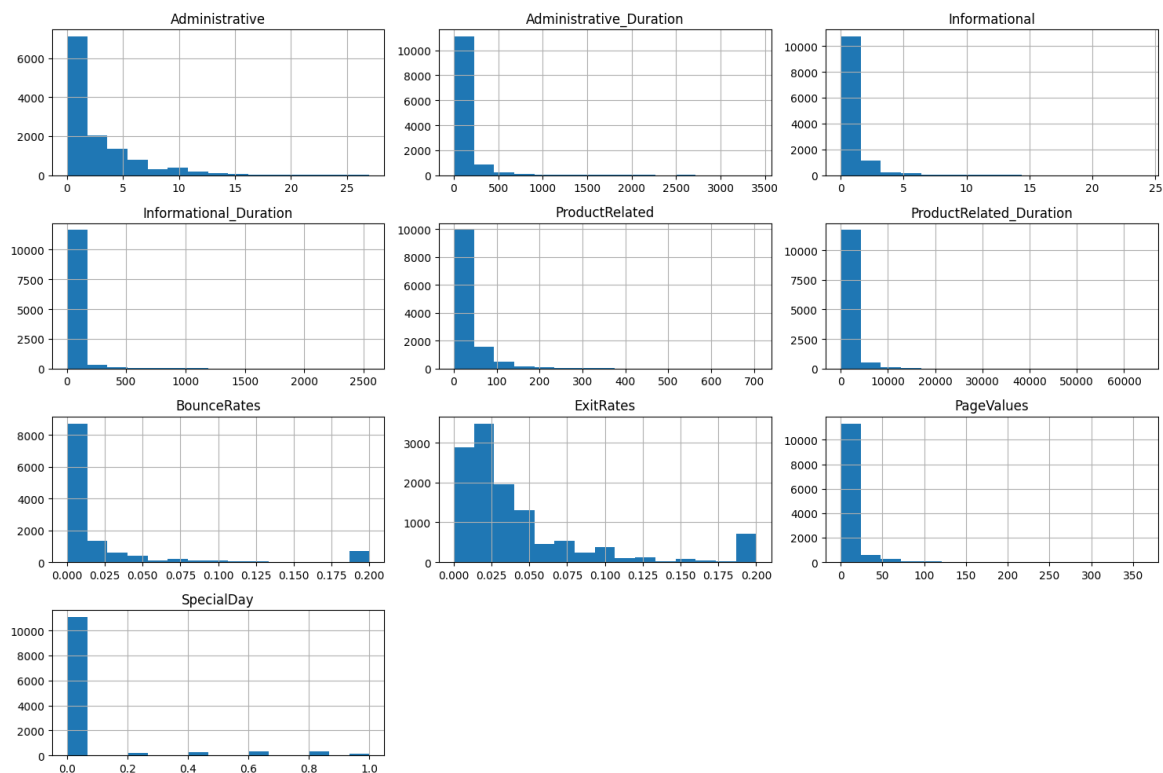 Administrative
6000
4000
2000
0
0 5 10 15 20 25
Administrative_Duration
10000
8000
6000
4000
2000
0
0 500 1000 1500 2000 2500 3000 3500
Informational
10000
8000
6000
4000
2000
0
0 5 10 15 20 25
Informational_Duration
10000
7500
5000
2500
0
0 500 1000 1500 2000 2500
ProductRelated
10000
8000
6000
4000
2000
0
0 100 200 300 400 500 600 700
ProductRelated_Duration
10000
7500
5000
2500
0
0 10000 20000 30000 40000 50000 60000
BounceRates
8000
6000
4000
2000
0
0.000 0.025 0.050 0.075 0.100 0.125 0.150 0.175 0.200
ExitRates
3000
2000
1000
0
0.000 0.025 0.050 0.075 0.100 0.125 0.150 0.175 0.200
PageValues
10000
8000
6000
4000
2000
0
0 50 100 150 200 250 300 350
SpecialDay
10000
8000
6000
4000
2000
0
0.0 0.2 0.4 0.6 0.8 1.0